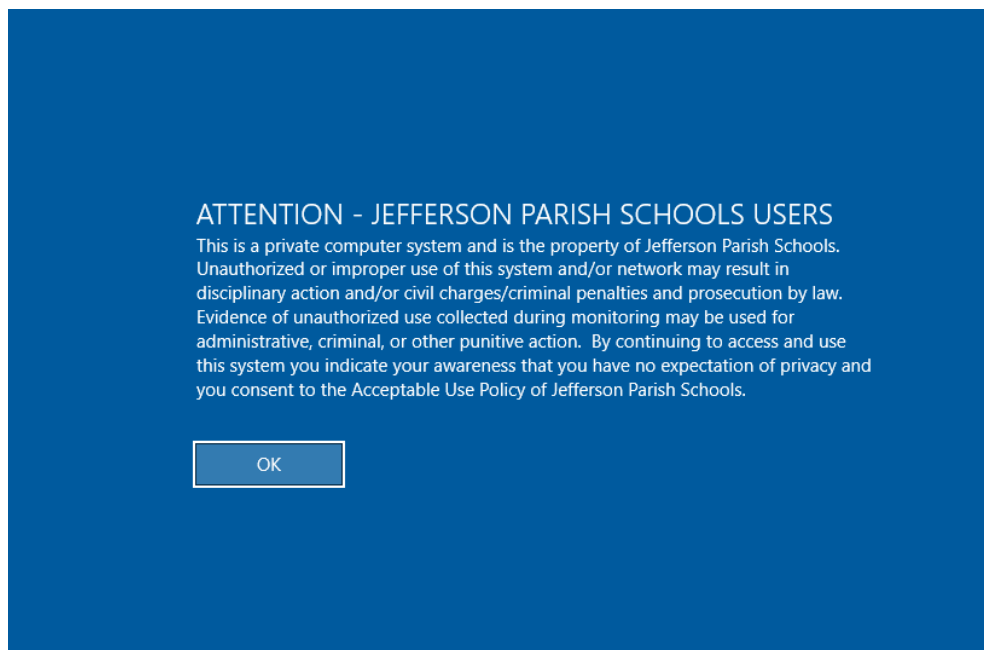 ATTENTION - JEFFERSON PARISH SCHOOLS USERS
This is a private computer system and is the property of Jefferson Parish Schools.
Unauthorized or improper use of this system and/or network may result in
disciplinary action and/or civil charges/criminal penalties and prosecution by law.
Evidence of unauthorized use collected during monitoring may be used for
administrative, criminal, or other punitive action.  By continuing to access and use
this system you indicate your awareness that you have no expectation of privacy and
you consent to the Acceptable Use Policy of Jefferson Parish Schools.
OK